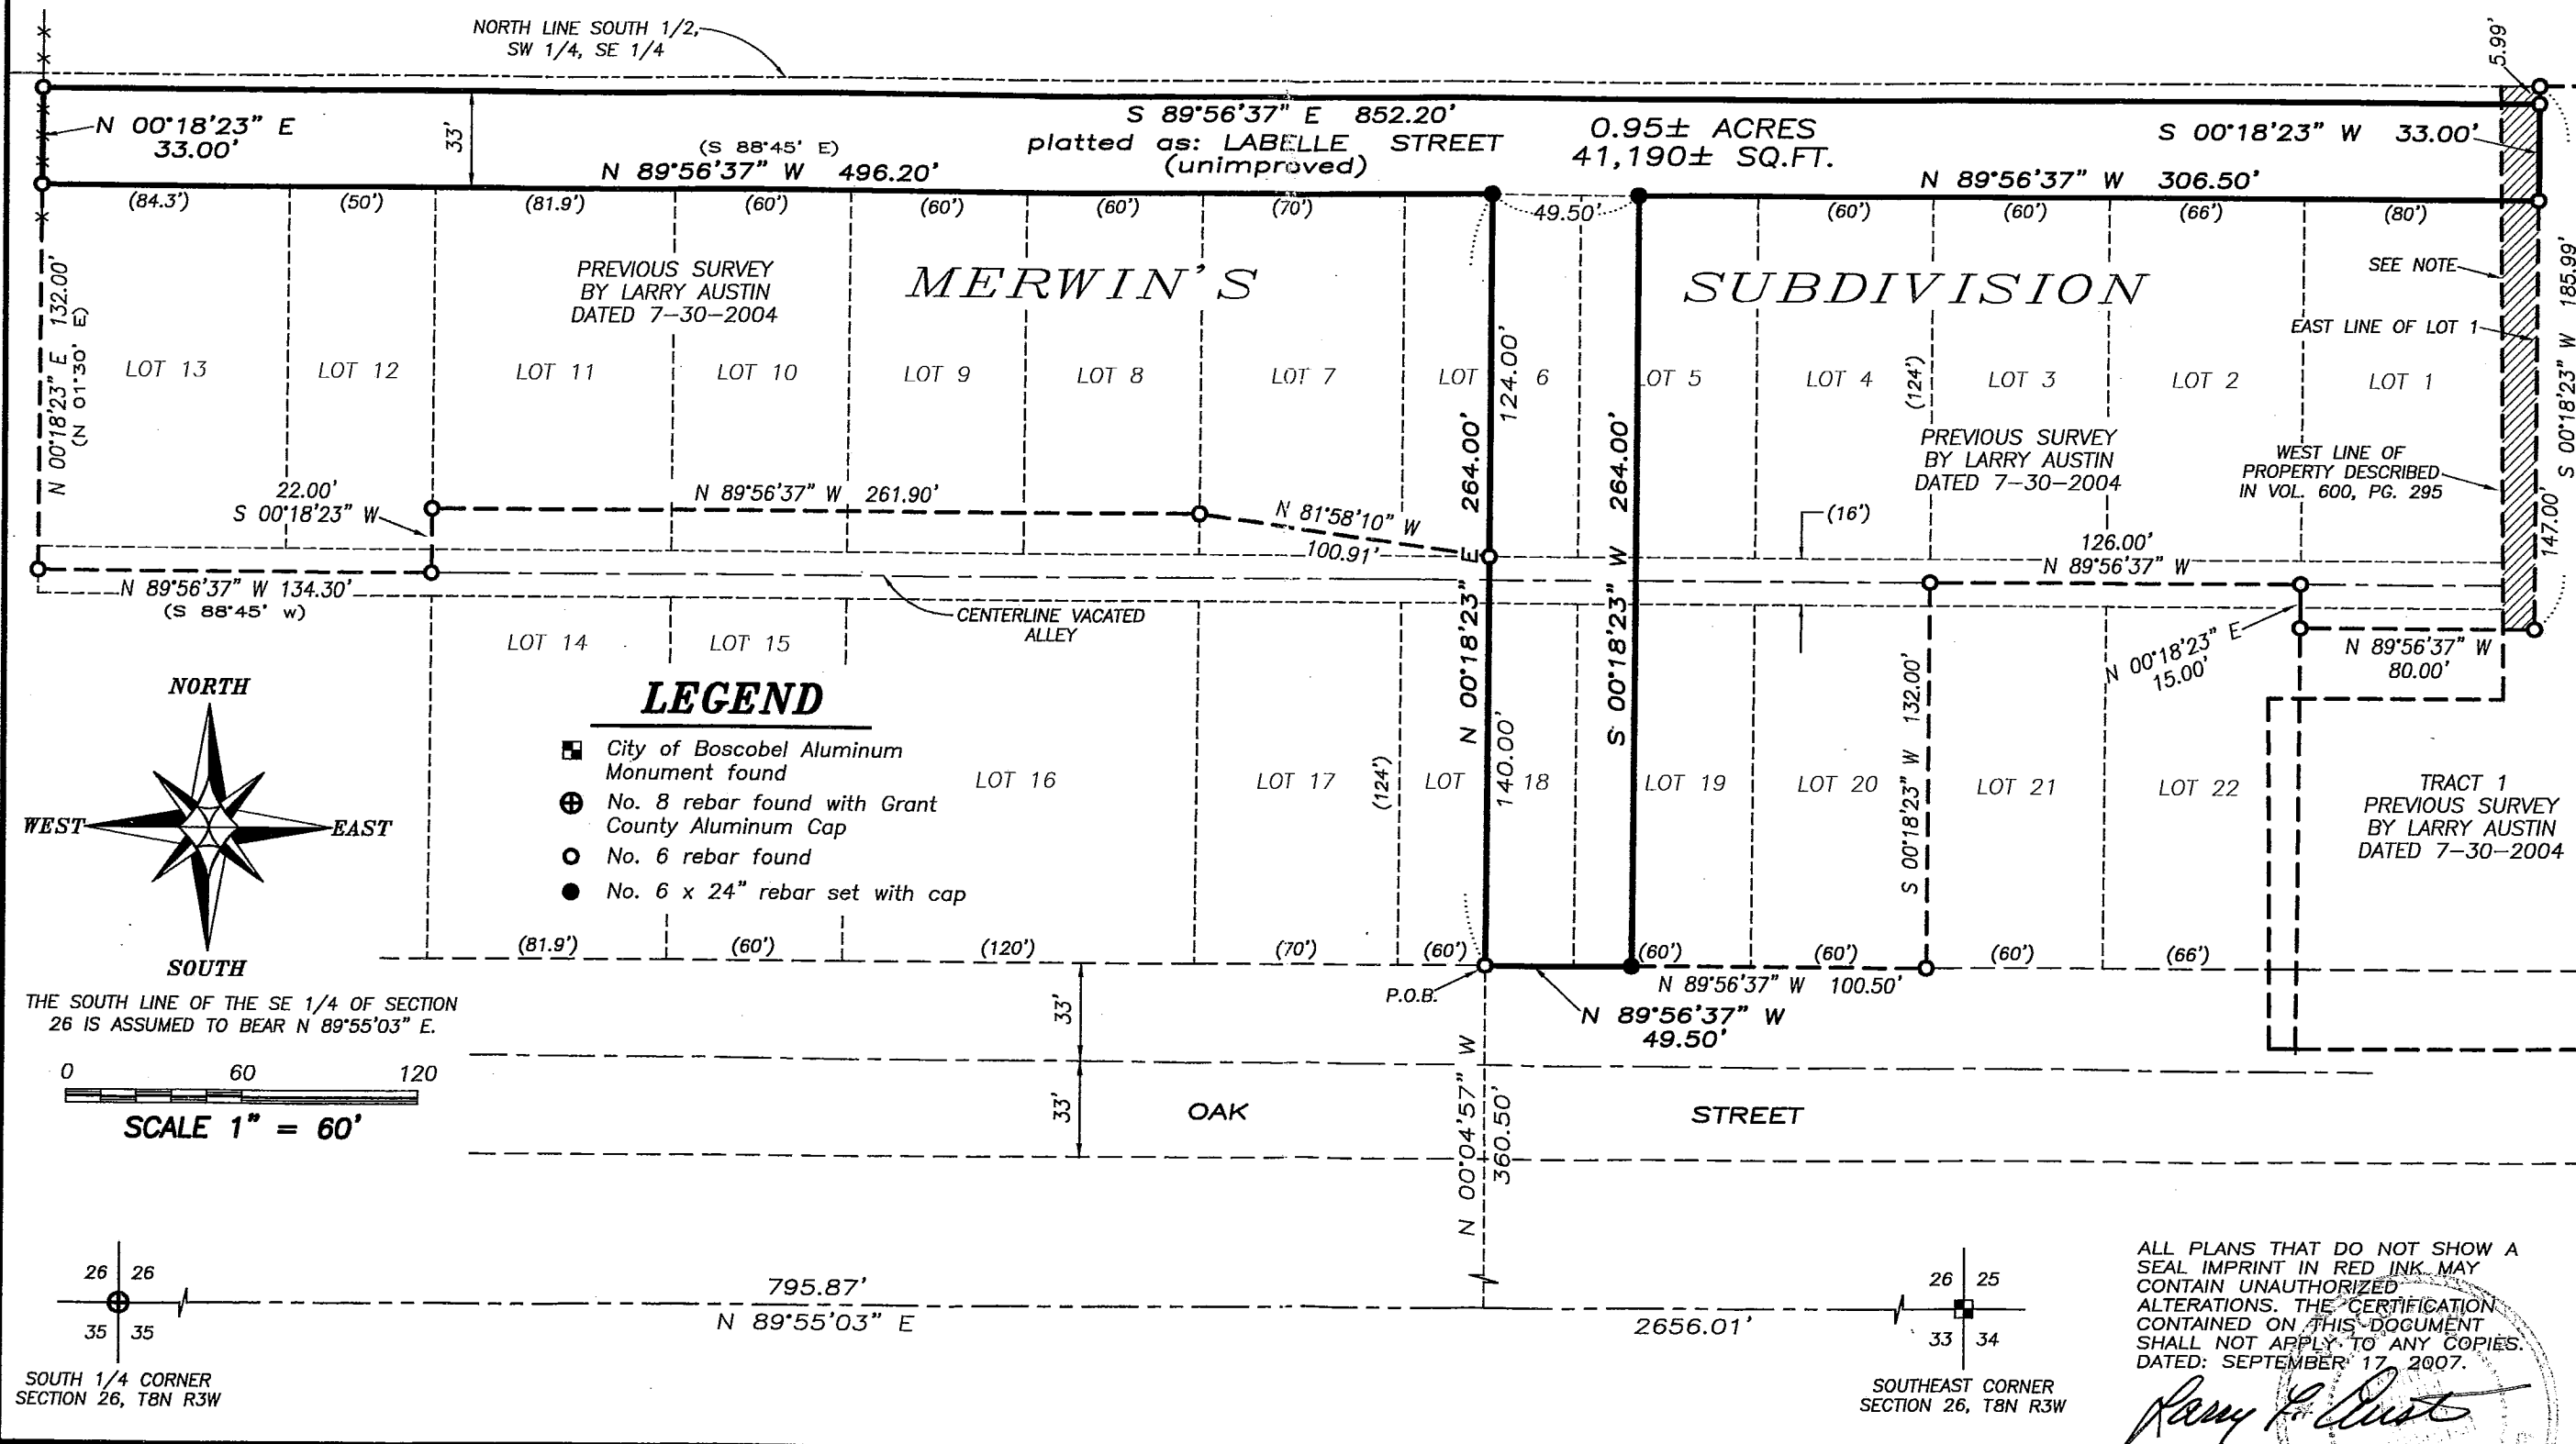 NORTH LINE SOUTH 1/2,
SW 1/4, SE 1/4
5.99'
N 00°18'23" E
33.00'
33'
(S 88°45' E)
N 89°56'37" W 496.20'
S 89°56'37" E 852.20'
platted as: LABELLE STREET
(unimproved)
0.95± ACRES
41,190± SQ.FT.
S 00°18'23" W 33.00'
N 89°56'37" W 306.50'
(84.3')
(50')
(81.9')
(60')
(60')
(60')
(70')
49.50'
(60')
(60')
(66')
(80')
PREVIOUS SURVEY
BY LARRY AUSTIN
DATED 7-30-2004
MERWIN'S
SUBDIVISION
SEE NOTE
EAST LINE OF LOT 1
S 00°18'23" W 185.99'
N 00°18'23" E 132.00'
(N 01°30' E)
LOT 13
LOT 12
LOT 11
LOT 10
LOT 9
LOT 8
LOT 7
LOT 6
LOT 5
LOT 4
LOT 3
LOT 2
LOT 1
124.00'
(124')
PREVIOUS SURVEY
BY LARRY AUSTIN
DATED 7-30-2004
WEST LINE OF
PROPERTY DESCRIBED
IN VOL. 600, PG. 295
147.00'
22.00'
S 00°18'23" W
N 89°56'37" W 261.90'
N 81°58'10" W
100.91'
N 00°18'23" E 264.00'
S 00°18'23" W 264.00'
(16')
126.00'
N 89°56'37" W
N 89°56'37" W 134.30'
(S 88°45' w)
CENTERLINE VACATED
ALLEY
N 00°18'23" E
15.00'
N 89°56'37" W
80.00'
LOT 14
LOT 15
LOT 16
LOT 17
(124')
LOT 18
140.00'
LOT 19
LOT 20
S 00°18'23" W 132.00'
LOT 21
LOT 22
TRACT 1
PREVIOUS SURVEY
BY LARRY AUSTIN
DATED 7-30-2004
NORTH
WEST
EAST
SOUTH
LEGEND
City of Boscobel Aluminum
Monument found
No. 8 rebar found with Grant
County Aluminum Cap
No. 6 rebar found
No. 6 x 24" rebar set with cap
(81.9')
(60')
(120')
(70')
(60')
(60')
(60')
(60')
(66')
P.O.B.
N 89°56'37" W 100.50'
N 89°56'37" W
49.50'
THE SOUTH LINE OF THE SE 1/4 OF SECTION
26 IS ASSUMED TO BEAR N 89°55'03" E.
0 60 120
SCALE 1" = 60'
33'
33'
OAK STREET
N 00°04'57" W
360.50'
26 26
35 35
SOUTH 1/4 CORNER
SECTION 26, T8N R3W
795.87'
N 89°55'03" E
2656.01'
26 25
33 34
SOUTHEAST CORNER
SECTION 26, T8N R3W
ALL PLANS THAT DO NOT SHOW A
SEAL IMPRINT IN RED INK MAY
CONTAIN UNAUTHORIZED
ALTERATIONS. THE CERTIFICATION
CONTAINED ON THIS DOCUMENT
SHALL NOT APPLY TO ANY COPIES.
DATED: SEPTEMBER 17, 2007.
Larry L. Aust